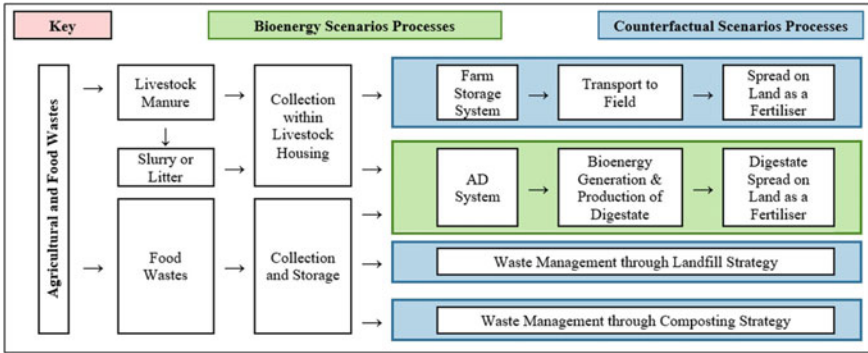 Key
Bioenergy Scenarios Processes
Counterfactual Scenarios Processes
Agricultural and Food Wastes
→
Livestock
Manure
→
Collection
within
Livestock
Housing
→
Farm
Storage
System
→
Transport to
Field
→
Spread on
Land as a
Fertiliser
↓
Slurry or
Litter
→
→
AD
System
→
Bioenergy
Generation &
Production of
Digestate
→
Digestate
Spread on
Land as a
Fertiliser
→
→
Food
Wastes
→
Collection
and Storage
→
Waste Management through Landfill Strategy
→
Waste Management through Composting Strategy